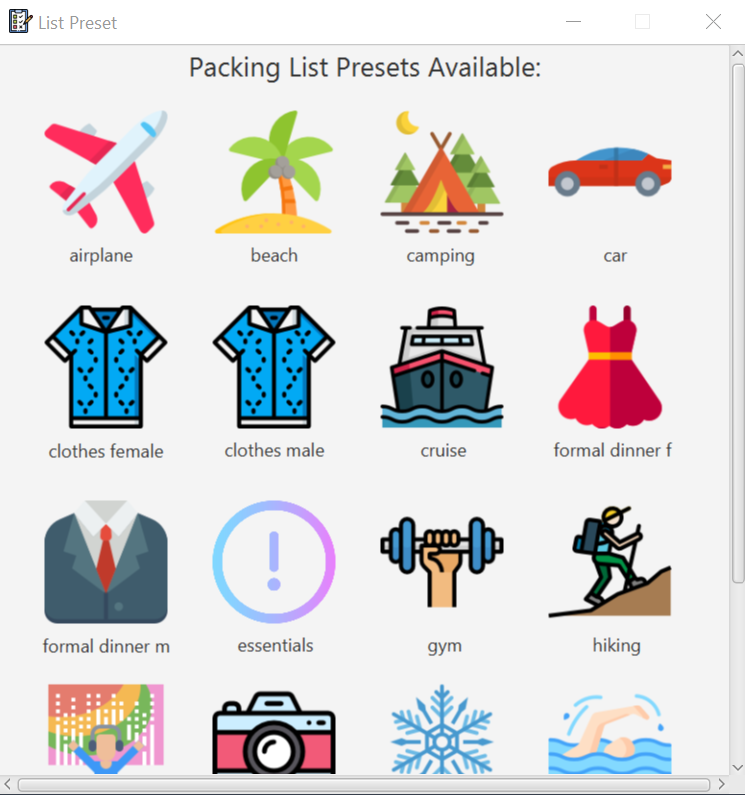 List Preset
Packing List Presets Available:
airplane
beach
camping
car
clothes female
clothes male
cruise
formal dinner f
formal dinner m
essentials
gym
hiking